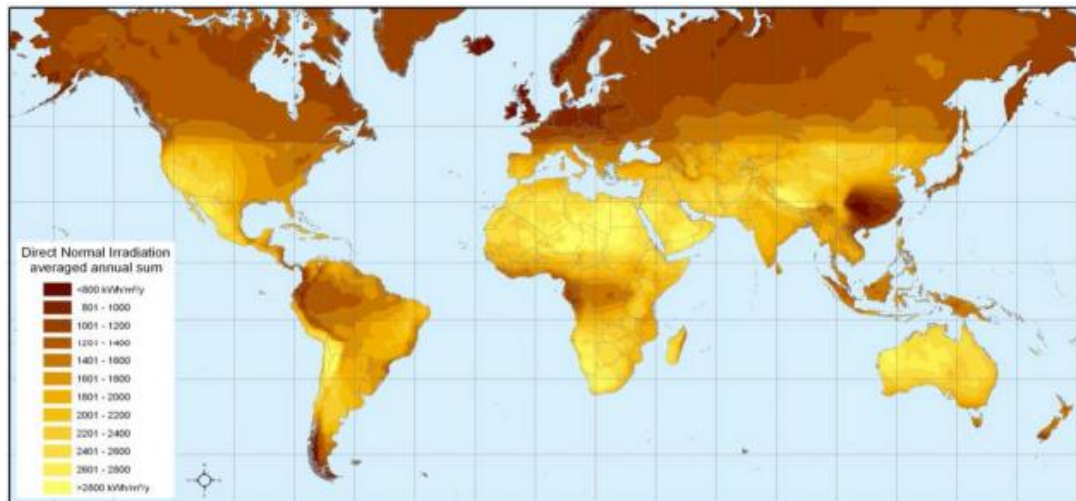 Direct Normal Irradiation
averaged annual sum
<800 kWh/m²/y
801 - 1000
1001 - 1200
1201 - 1400
1401 - 1600
1601 - 1800
1801 - 2000
2001 - 2200
2201 - 2400
2401 - 2600
2601 - 2800
>2800 kWh/m²/y